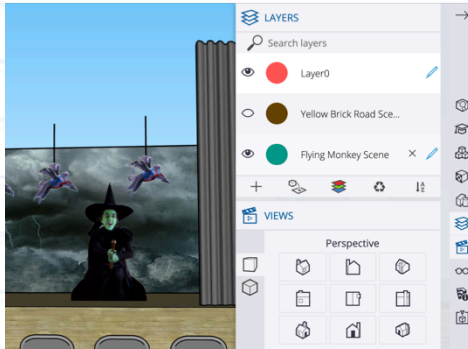 LAYERS
Search layers
Layer0
Yellow Brick Road Sce...
Flying Monkey Scene
VIEWS
Perspective